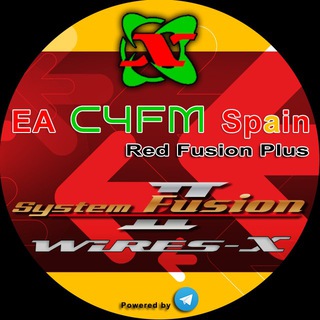 X
EA C4FM Spain
Red Fusion Plus
II
System Fusion
WiRES-X
Powered by